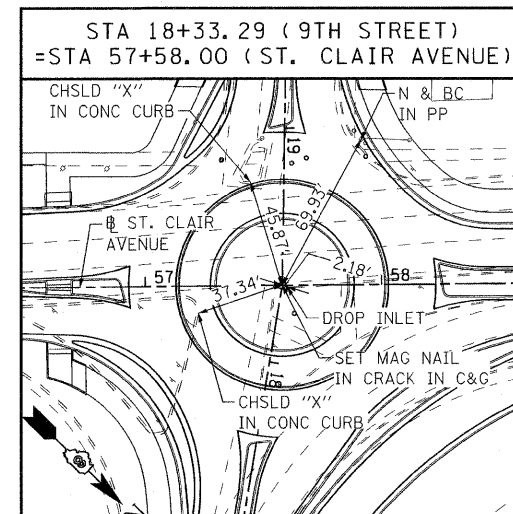 STA 18+33.29 (9TH STREET)
=STA 57+58.00 (ST. CLAIR AVENUE)
CHSLD "X"
IN CONC CURB
N & BC
IN PP
19
45.87'
69.93'
ST. CLAIR
AVENUE
57
37.34'
2.18'
58
DROP INLET
SET MAG NAIL
IN CRACK IN C&G
18
CHSLD "X"
IN CONC CURB